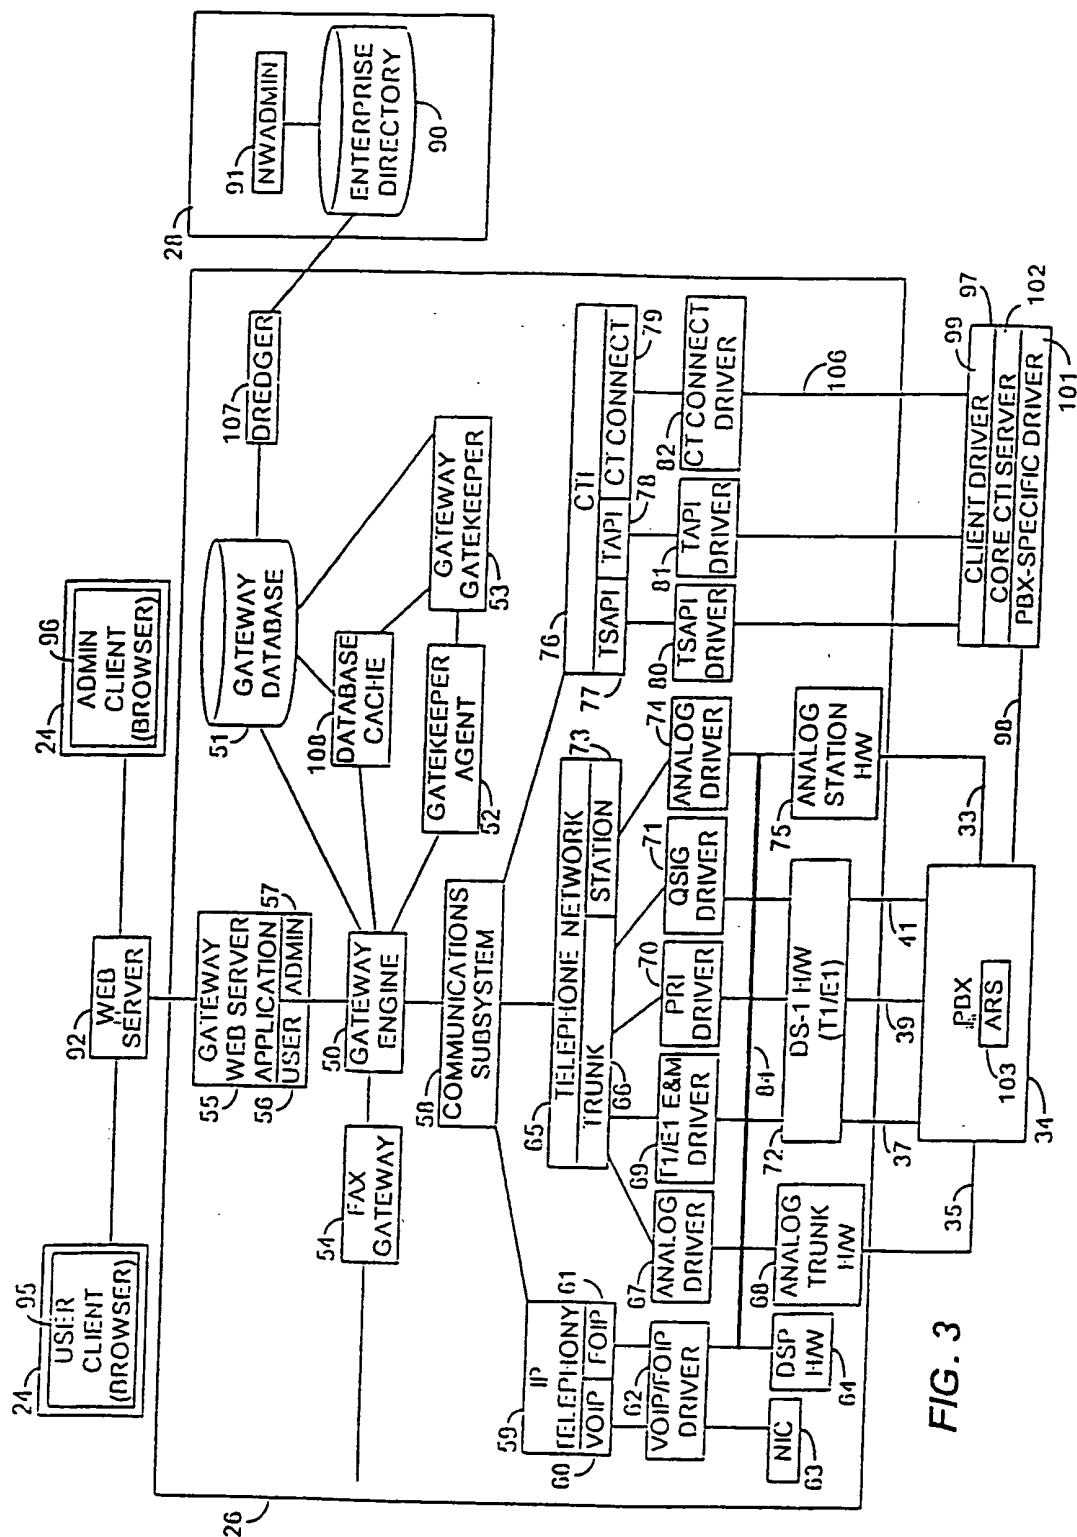 24
95
USER
CLIENT
(BROWSER)
92
WEB
SERVER
24
96
ADMIN
CLIENT
(BROWSER)
28
91
NWADMIN
ENTERPRISE
DIRECTORY
90
26
55
GATEWAY
WEB SERVER
APPLICATION
56
USER
ADMIN
57
51
GATEWAY
DATABASE
107
DREDGER
54
FAX
GATEWAY
50
GATEWAY
ENGINE
108
DATABASE
CACHE
GATEKEEPER
AGENT
52
GATEWAY
GATEKEEPER
53
58
COMMUNICATIONS
SUBSYSTEM
59
IP
TELEPHONY
60
VOIP
FOIP
61
65
TELEPHONE NETWORK
TRUNK
66
STATION
73
76
CTI
77
TSAPI
TAPI
78
CT CONNECT
79
62
VOIP/FOIP
DRIVER
67
ANALOG
DRIVER
69
T1/E1 E&M
DRIVER
70
PRI
DRIVER
71
QSIG
DRIVER
74
ANALOG
DRIVER
80
TSAPI
DRIVER
81
TAPI
DRIVER
82
CT CONNECT
DRIVER
84
NIC
63
DSP
H/W
64
68
ANALOG
TRUNK
H/W
72
DS-1 H/W
(T1/E1)
75
ANALOG
STATION
H/W
106
35
37
39
41
33
98
PBX
ARS
103
34
CLIENT DRIVER
99
97
CORE CTI SERVER
102
PBX-SPECIFIC DRIVER
101
FIG. 3